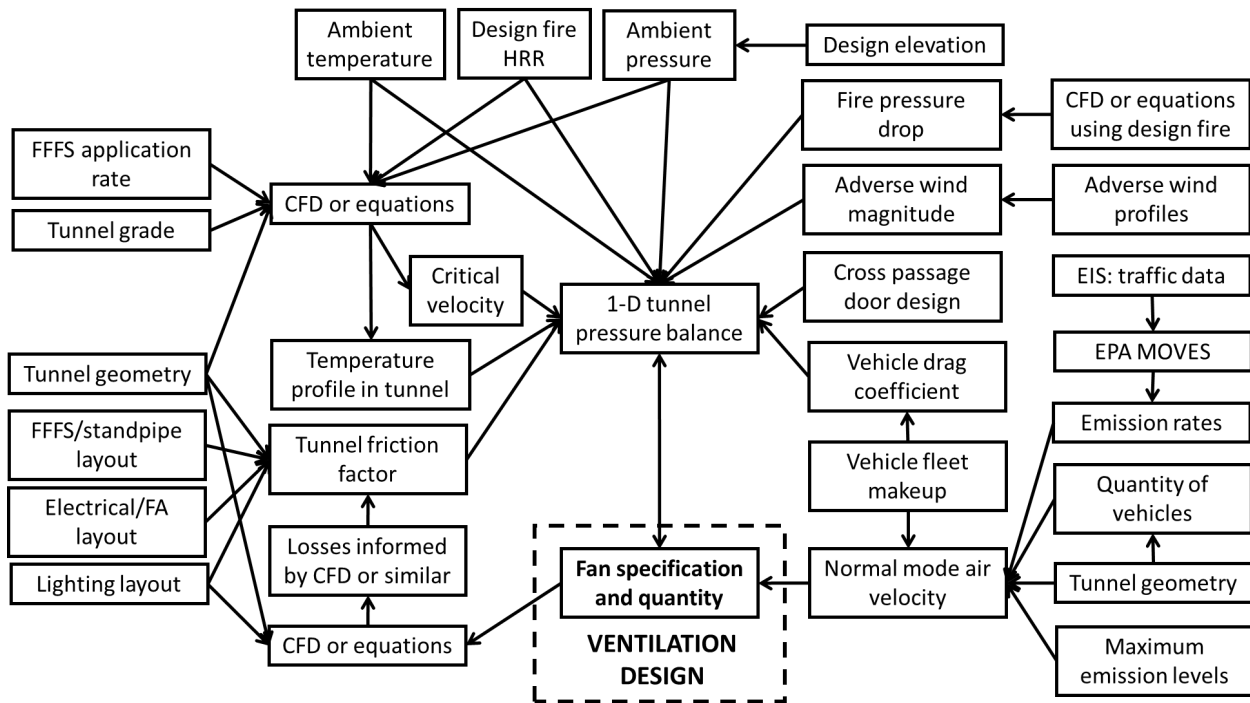 Ambient
temperature
Design fire
HRR
Ambient
pressure
Design elevation
Fire pressure
drop
CFD or equations
using design fire
FFFS application
rate
CFD or equations
Adverse wind
magnitude
Adverse wind
profiles
Tunnel grade
Critical
velocity
1-D tunnel
pressure balance
Cross passage
door design
EIS: traffic data
Tunnel geometry
Temperature
profile in tunnel
Vehicle drag
coefficient
EPA MOVES
FFFS/standpipe
layout
Tunnel friction
factor
Vehicle fleet
makeup
Emission rates
Electrical/FA
layout
Losses informed
by CFD or similar
Quantity of
vehicles
Lighting layout
Fan specification
and quantity
Normal mode air
velocity
Tunnel geometry
CFD or equations
VENTILATION
DESIGN
Maximum
emission levels